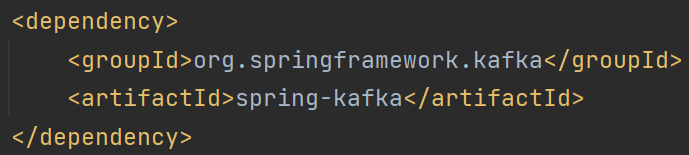 <dependency>
    <groupId>org.springframework.kafka</groupId>
    <artifactId>spring-kafka</artifactId>
</dependency>